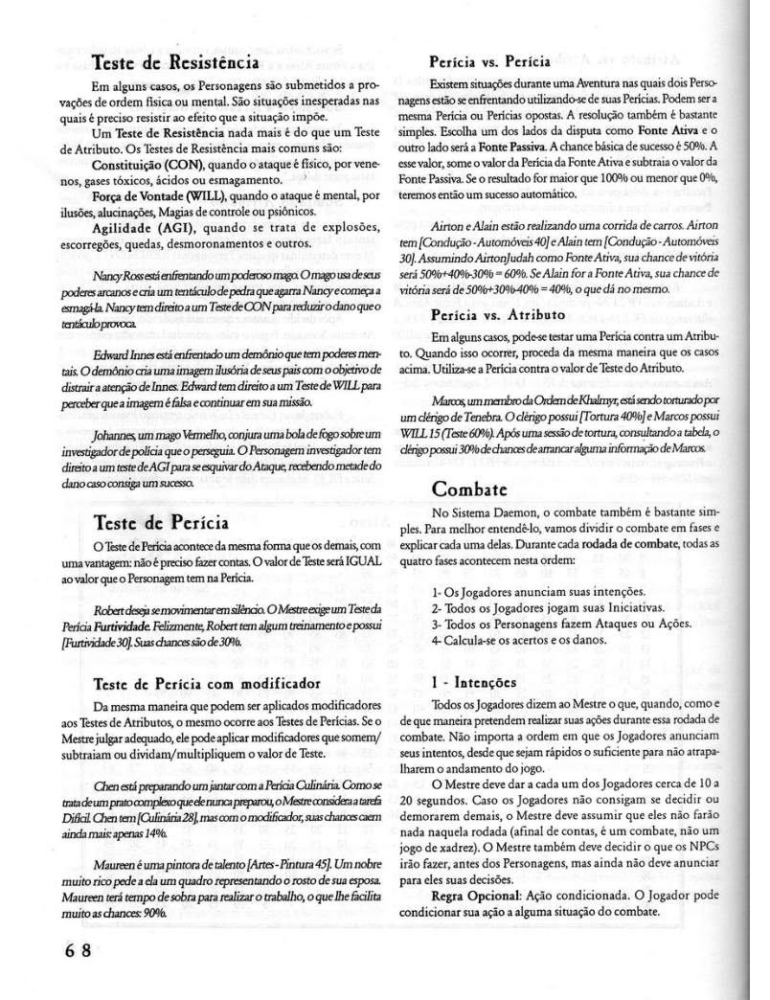 Teste de Resistência
Em alguns casos, os Personagens são submetidos a pro-
vações de ordem física ou mental. São situações inesperadas nas
quais é preciso resistir ao efeito que a situação impõe.
Um Teste de Resistência nada mais é do que um Teste
de Atributo. Os Testes de Resistência mais comuns são:
Constituição (CON), quando o ataque é físico, por vene-
nos, gases tóxicos, ácidos ou esmagamento.
Força de Vontade (WILL), quando o ataque é mental, por
ilusões, alucinações, Magias de controle ou psiônicos.
Agilidade (AGI), quando se trata de explosões,
escorregões, quedas, desmoronamentos e outros.
Nancy Ross está enfrentando um poderoso mago. O mago usa de seus
poderes arcanos e cria um tentáculo de pedra que agarra Nancy e começa a
esmagá-la. Nancy tem direito a um Teste de CON para reduzir o dano que o
tentáculo provoca.
Edward Innes está enfrentado um demônio que tem poderes men-
tais. O demônio cria uma imagem ilusória de seus pais com o objetivo de
distrair a atenção de Innes. Edward tem direito a um Teste de WILL para
perceber que a imagem é falsa e continuar em sua missão.
Johannes, um mago Vermelho, conjura uma bola de fogo sobre um
investigador de polícia que o perseguia. O Personagem investigador tem
direito a um teste de AGI para se esquivar do Ataque, recebendo metade do
dano caso consiga um sucesso.
Teste de Perícia
O Teste de Perícia acontece da mesma forma que os demais, com
uma vantagem: não é preciso fazer contas. O valor de Teste será IGUAL
ao valor que o Personagem tem na Perícia.
Robert deseja se movimentar em silêncio. O Mestre exige um Teste da
Perícia Furtividade. Felizmente, Robert tem algum treinamento e possui
[Furtividade 30]. Suas chances são de 30%.
Teste de Perícia com modificador
Da mesma maneira que podem ser aplicados modificadores
aos Testes de Atributos, o mesmo ocorre aos Testes de Perícias. Se o
Mestre julgar adequado, ele pode aplicar modificadores que somem/
subtraiam ou dividam/multipliquem o valor de Teste.
Chen está preparando um jantar com a Perícia Culinária. Como se
trata de um prato complexo que ele nunca preparou, o Mestre considera a tarefa
Difícil. Chen tem [Culinária 28], mas com o modificador, suas chances caem
ainda mais: apenas 14%.
Maureen é uma pintora de talento [Artes - Pintura 45]. Um nobre
muito rico pede a ela um quadro representando o rosto de sua esposa.
Maureen terá tempo de sobra para realizar o trabalho, o que lhe facilita
muito as chances: 90%.
68
Perícia vs. Perícia
Existem situações durante uma Aventura nas quais dois Perso-
nagens estão se enfrentando utilizando-se de suas Perícias. Podem ser a
mesma Perícia ou Perícias opostas. A resolução também é bastante
simples. Escolha um dos lados da disputa como Fonte Ativa e o
outro lado será a Fonte Passiva. A chance básica de sucesso é 50%. A
esse valor, some o valor da Perícia da Fonte Ativa e subtraia o valor da
Fonte Passiva. Se o resultado for maior que 100% ou menor que 0%,
teremos então um sucesso automático.
Airton e Alain estão realizando uma corrida de carros. Airton
tem [Condução - Automóveis 40] e Alain tem [Condução - Automóveis
30]. Assumindo Airton Judah como Fonte Ativa, sua chance de vitória
será 50%+40%-30% = 60%. Se Alain for a Fonte Ativa, sua chance de
vitória será de 50%+30%-40% = 40%, o que dá no mesmo.
Perícia vs. Atributo
Em alguns casos, pode-se testar uma Perícia contra um Atribu-
to. Quando isso ocorrer, proceda da mesma maneira que os casos
acima. Utiliza-se a Perícia contra o valor de Teste do Atributo.
Marcos, um membro da Ordem de Khalmyr, está sendo torturado por
um clérigo de Tenebra. O clérigo possui [Tortura 40%] e Marcos possui
WILL 15 (Teste 60%). Após uma sessão de tortura, consultando a tabela, o
clérigo possui 30% de chances de arrancar alguma informação de Marcos.
Combate
No Sistema Daemon, o combate também é bastante sim-
ples. Para melhor entendê-lo, vamos dividir o combate em fases e
explicar cada uma delas. Durante cada rodada de combate, todas as
quatro fases acontecem nesta ordem:
1- Os Jogadores anunciam suas intenções.
2- Todos os Jogadores jogam suas Iniciativas.
3- Todos os Personagens fazem Ataques ou Ações.
4- Calcula-se os acertos e os danos.
1 - Intenções
Todos os Jogadores dizem ao Mestre o que, quando, como e
de que maneira pretendem realizar suas ações durante essa rodada de
combate. Não importa a ordem em que os Jogadores anunciam
seus intentos, desde que sejam rápidos o suficiente para não atrapa-
lharem o andamento do jogo.
O Mestre deve dar a cada um dos Jogadores cerca de 10 a
20 segundos. Caso os Jogadores não consigam se decidir ou
demorarem demais, o Mestre deve assumir que eles não farão
nada naquela rodada (afinal de contas, é um combate, não um
jogo de xadrez). O Mestre também deve decidir o que os NPCs
irão fazer, antes dos Personagens, mas ainda não deve anunciar
para eles suas decisões.
Regra Opcional: Ação condicionada. O Jogador pode
condicionar sua ação a alguma situação do combate.